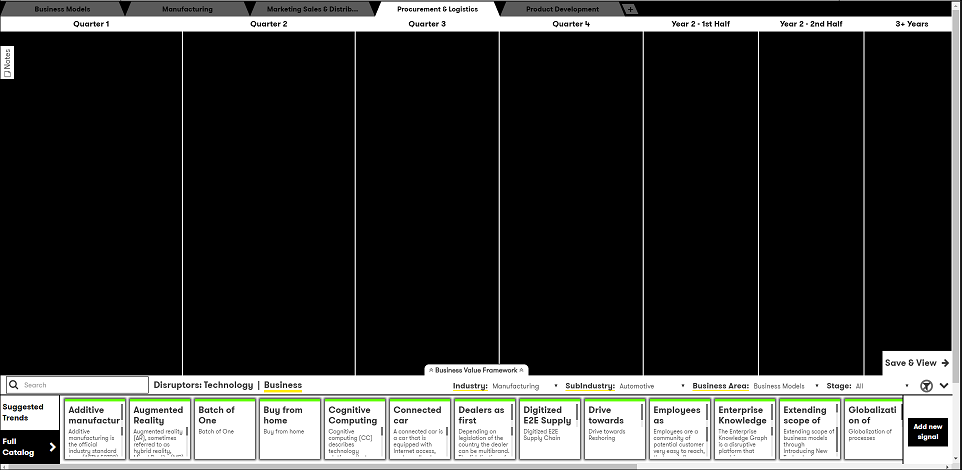 Business Models Manufacturing Marketing Sales & Distrib... Procurement & Logistics Product Development +
Quarter 1 Quarter 2 Quarter 3 Quarter 4 Year 2 - 1st Half Year 2 - 2nd Half 3+ Years
Notes
Save & View
Business Value Framework
Search Disruptors: Technology | Business Industry: Manufacturing SubIndustry: Automotive Business Area: Business Models Stage: All
Suggested
Trends
Full
Catalog
Additive
manufactur
Additive
manufacturing is the
official
industry standard
Augmented
Reality
Augmented reality
(AR), sometimes
referred to as
hybrid reality,
Batch of
One
Batch of One
Buy from
home
Buy from home
Cognitive
Computing
Cognitive
computing (CC)
describes
technology
Connected
car
A connected car is
a car that is
equipped with
Internet access,
Dealers as
first
Depending on
legislation of the
country the dealer
can be multibrand.
Digitized
E2E Supply
Digitized E2E
Supply Chain
Drive
towards
Drive towards
Reshoring
Employees
as
Employees are a
community of
potential customer
very easy to reach,
Enterprise
Knowledge
The Enterprise
Knowledge Graph
is a disruptive
platform that
Extending
scope of
Extending scope of
business models
through
introducing New
Globalizati
on of
Globalization of
processes
Add new
signal